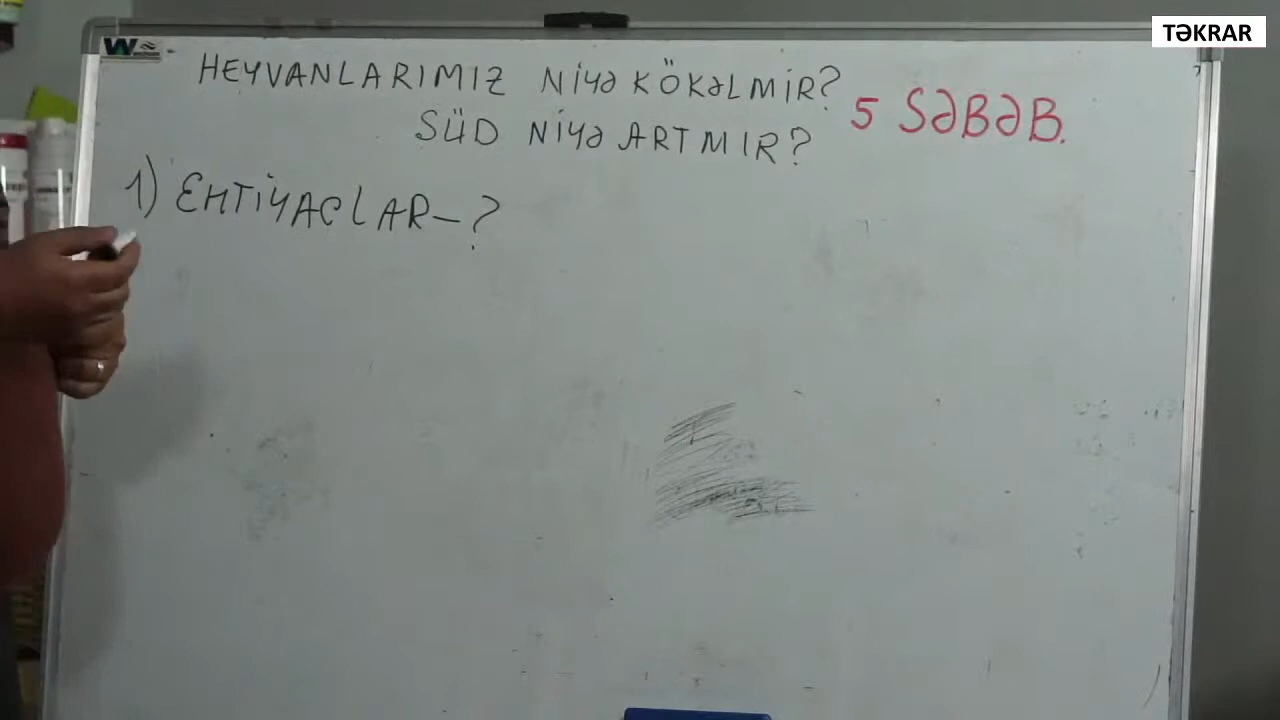 TƏKRAR
HEYVANLARIMIZ NİYƏ KÖKƏLMİR?
SÜD NİYƏ ARTMIR?
5 SƏBƏB.
1) EHTİYACLAR-?